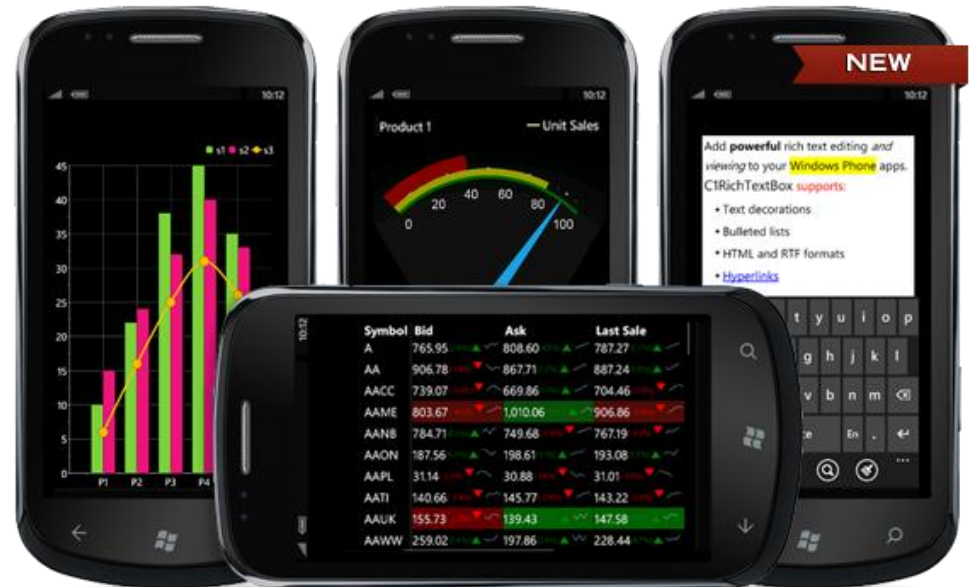 NEW
10:12
s1 s2 s3
45
40
35
30
25
20
15
10
5
0
P1 P2 P3 P4
10:12
Product 1 Unit Sales
0 20 40 60 80 100
10:12
Add powerful rich text editing and
viewing to your Windows Phone apps.
C1RichTextBox supports:
• Text decorations
• Bulleted lists
• HTML and RTF formats
• Hyperlinks
t y u i o p
g h j k l
v b n m
En .
10:12
Symbol Bid Ask Last Sale
A 765.95 808.60 787.27
AA 906.78 867.71 887.24
AACC 739.07 669.86 704.46
AAME 803.67 1,010.06 906.86
AANB 784.71 749.68 767.19
AAON 187.56 198.61 193.08
AAPL 31.14 30.88 31.01
AATI 140.66 145.77 143.22
AAUK 155.73 139.43 147.58
AAWW 259.02 197.86 228.44